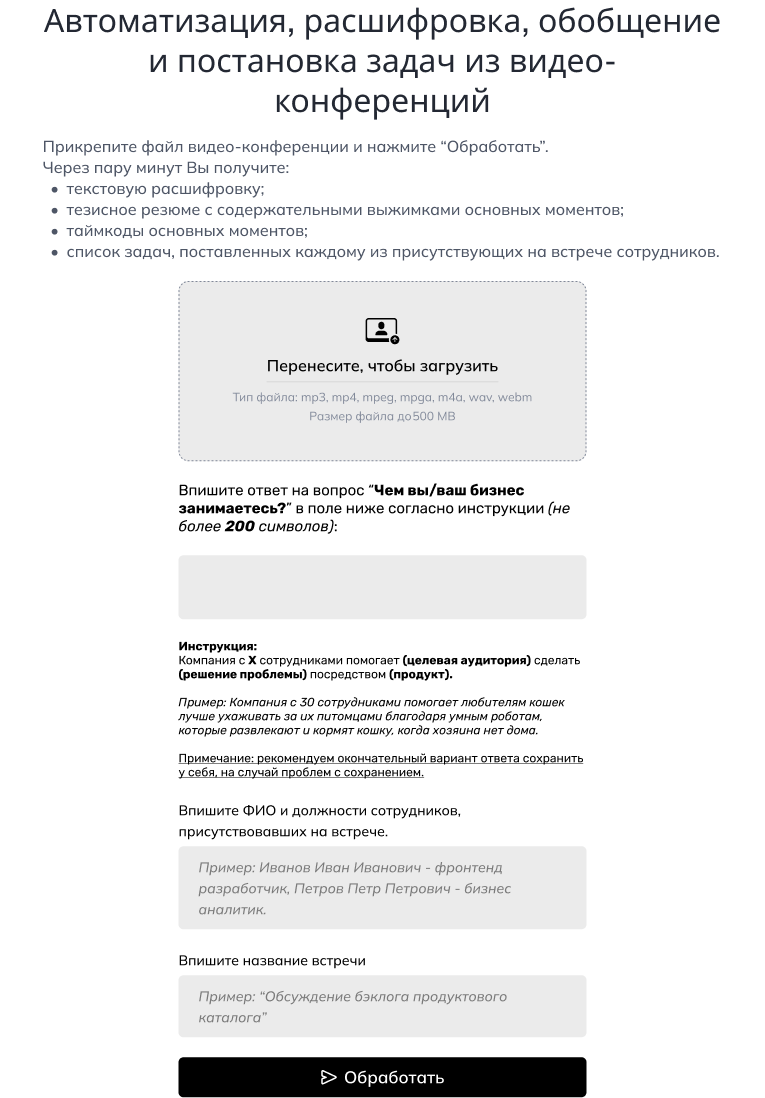 Автоматизация, расшифровка, обобщение
и постановка задач из видео-
конференций
Прикрепите файл видео-конференции и нажмите “Обработать”.
Через пару минут Вы получите:
• текстовую расшифровку;
• тезисное резюме с содержательными выжимками основных моментов;
• таймкоды основных моментов;
• список задач, поставленных каждому из присутствующих на встрече сотрудников.
Перенесите, чтобы загрузить
Тип файла: mp3, mp4, mpeg, mpga, m4a, wav, webm
Размер файла до 500 MB
Впишите ответ на вопрос “Чем вы/ваш бизнес
занимаетесь?” в поле ниже согласно инструкции (не
более 200 символов):
Инструкция:
Компания с X сотрудниками помогает (целевая аудитория) сделать
(решение проблемы) посредством (продукт).
Пример: Компания с 30 сотрудниками помогает любителям кошек
лучше ухаживать за их питомцами благодаря умным роботам,
которые развлекают и кормят кошку, когда хозяина нет дома.
Примечание: рекомендуем окончательный вариант ответа сохранить
у себя, на случай проблем с сохранением.
Впишите ФИО и должности сотрудников,
присутствовавших на встрече.
Пример: Иванов Иван Иванович - фронтенд
разработчик, Петров Петр Петрович - бизнес
аналитик.
Впишите название встречи
Пример: “Обсуждение бэклога продуктового
каталога”
Обработать